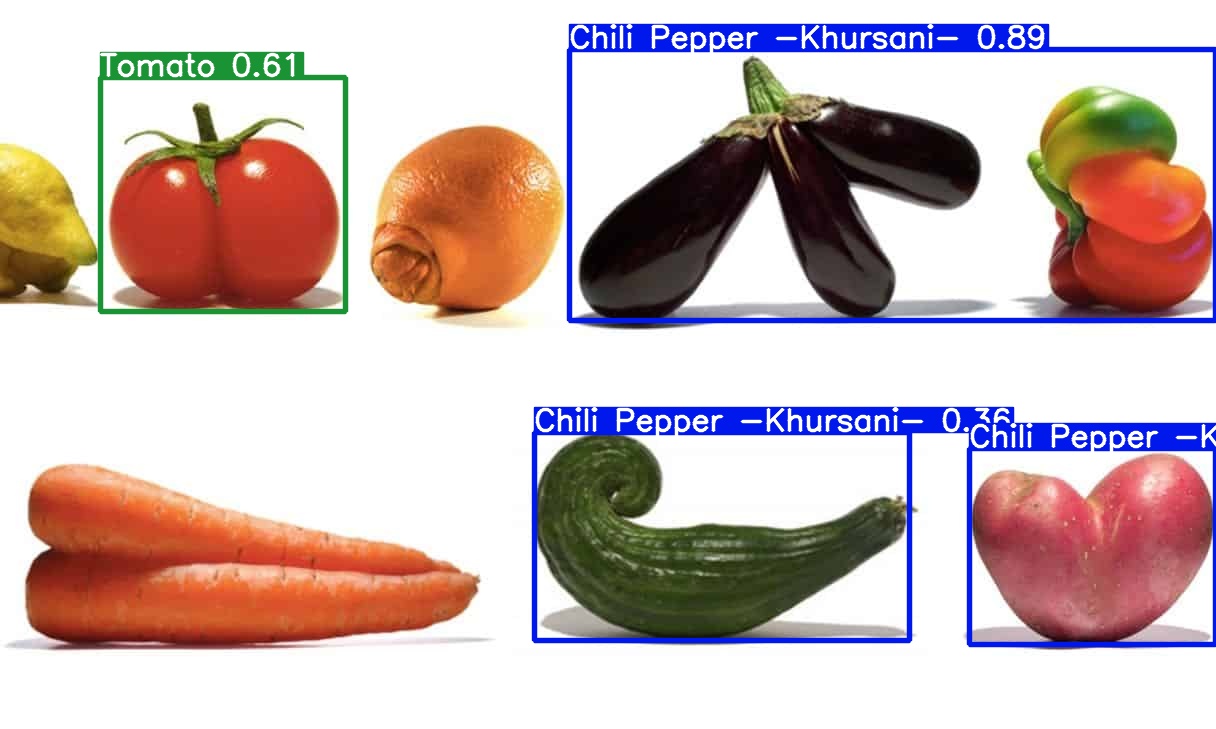 Tomato 0.61
Chili Pepper -Khursani- 0.89
Chili Pepper -Khursani- 0.36
Chili Pepper -K